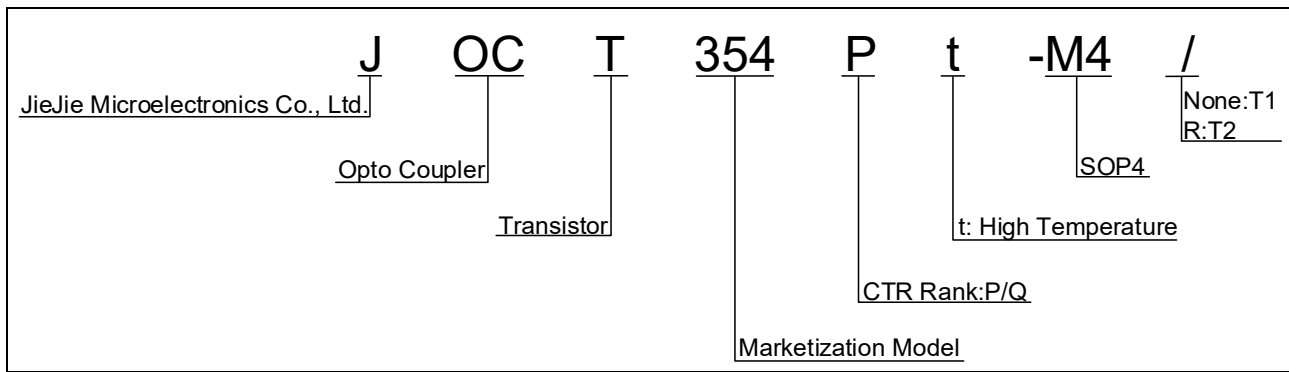 J OC T 354 P t -M4 /
JieJie Microelectronics Co., Ltd.
None:T1
R:T2
Opto Coupler
SOP4
Transistor
t: High Temperature
CTR Rank:P/Q
Marketization Model